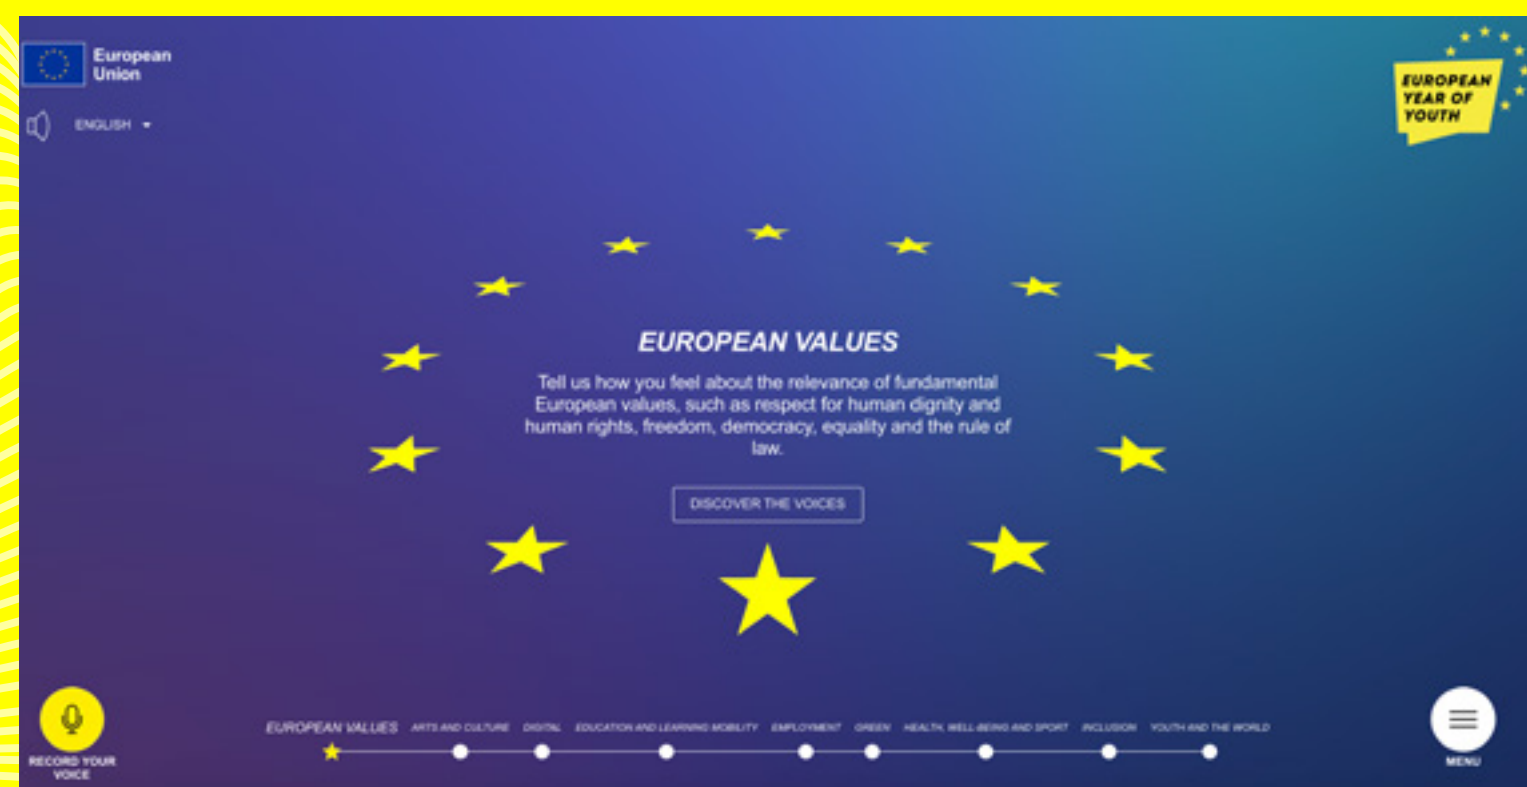 European
Union
ENGLISH
EUROPEAN
YEAR OF
YOUTH
EUROPEAN VALUES
Tell us how you feel about the relevance of fundamental
European values, such as respect for human dignity and
human rights, freedom, democracy, equality and the rule of
law.
DISCOVER THE VOICES
EUROPEAN VALUES ARTS AND CULTURE DIGITAL EDUCATION AND LEARNING MOBILITY EMPLOYMENT GREEN HEALTH, WELL-BEING AND SPORT INCLUSION YOUTH AND THE WORLD
RECORD YOUR
VOICE
MENU